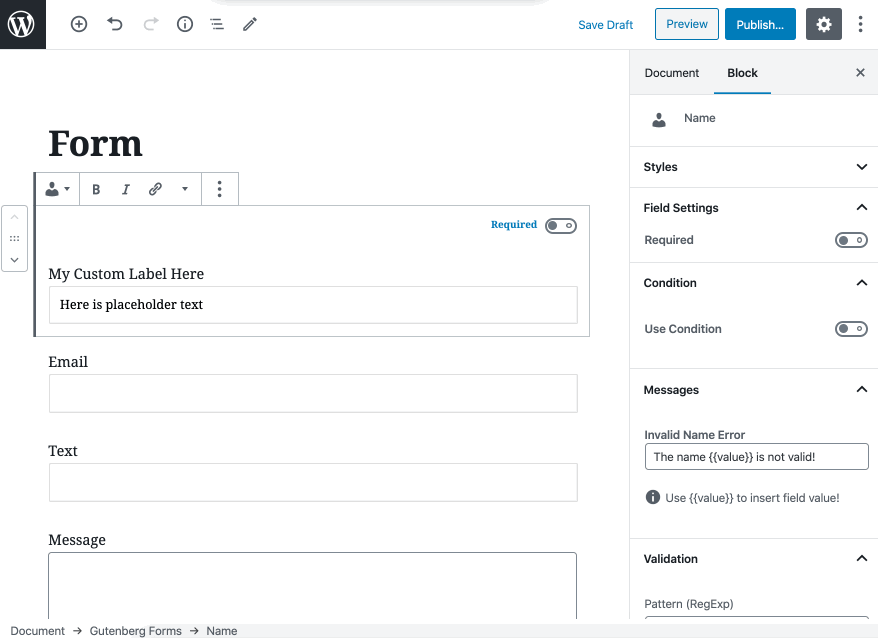 Save Draft
Preview
Publish...
Document
Block
Name
Form
B I
Required
My Custom Label Here
Here is placeholder text
Email
Text
Message
Styles
Field Settings
Required
Condition
Use Condition
Messages
Invalid Name Error
The name {{value}} is not valid!
Use {{value}} to insert field value!
Validation
Pattern (RegExp)
Document → Gutenberg Forms → Name